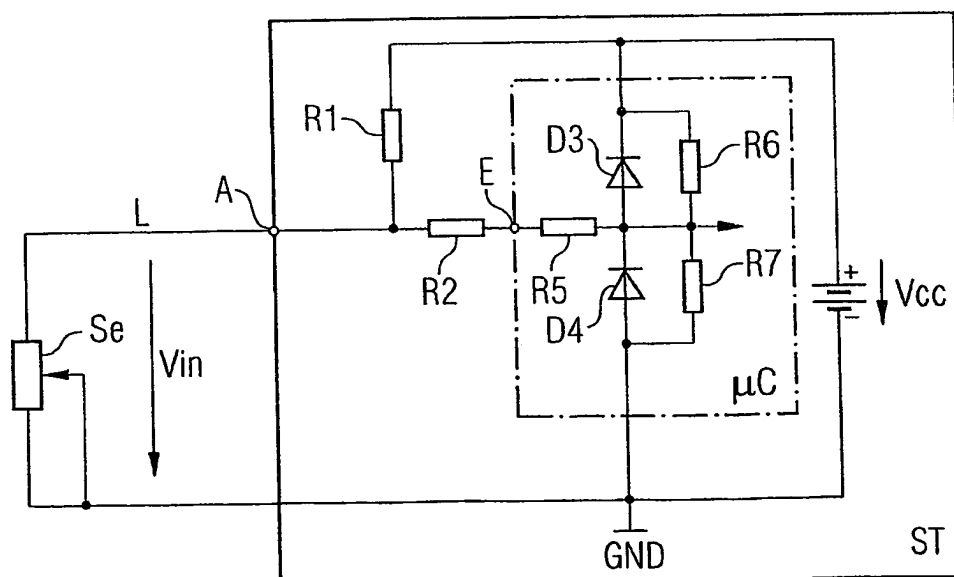 R1
D3
R6
A
E
L
R2
R5
R7
D4
+
Vcc
−
Se
Vin
μC
GND
ST